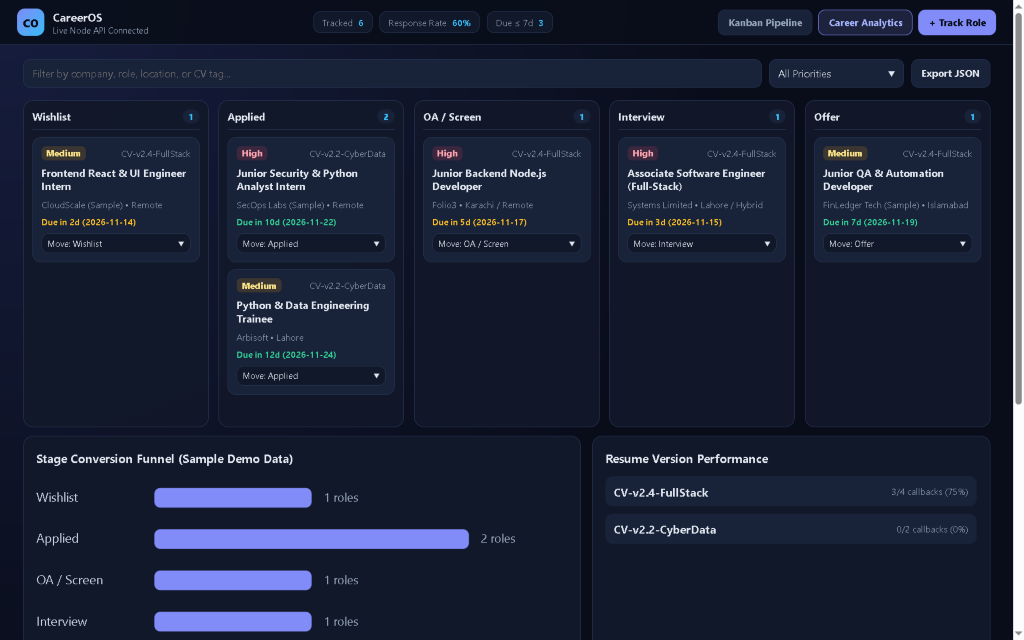 CO
CareerOS
Live Node API Connected
Tracked 6
Response Rate 60%
Due ≤ 7d 3
Kanban Pipeline
Career Analytics
+ Track Role
Filter by company, role, location, or CV tag...
All Priorities
Export JSON
Wishlist 1
Medium CV-v2.4-FullStack
Frontend React & UI Engineer
Intern
CloudScale (Sample) • Remote
Due in 2d (2026-11-14)
Move: Wishlist
Applied 2
High CV-v2.2-CyberData
Junior Security & Python
Analyst Intern
SecOps Labs (Sample) • Remote
Due in 10d (2026-11-22)
Move: Applied
Medium CV-v2.2-CyberData
Python & Data Engineering
Trainee
Arbisoft • Lahore
Due in 12d (2026-11-24)
Move: Applied
OA / Screen 1
High CV-v2.4-FullStack
Junior Backend Node.js
Developer
Folio3 • Karachi / Remote
Due in 5d (2026-11-17)
Move: OA / Screen
Interview 1
High CV-v2.4-FullStack
Associate Software Engineer
(Full-Stack)
Systems Limited • Lahore / Hybrid
Due in 3d (2026-11-15)
Move: Interview
Offer 1
Medium CV-v2.4-FullStack
Junior QA & Automation
Developer
FinLedger Tech (Sample) • Islamabad
Due in 7d (2026-11-19)
Move: Offer
Stage Conversion Funnel (Sample Demo Data)
Wishlist 1 roles
Applied 2 roles
OA / Screen 1 roles
Interview 1 roles
Resume Version Performance
CV-v2.4-FullStack 3/4 callbacks (75%)
CV-v2.2-CyberData 0/2 callbacks (0%)